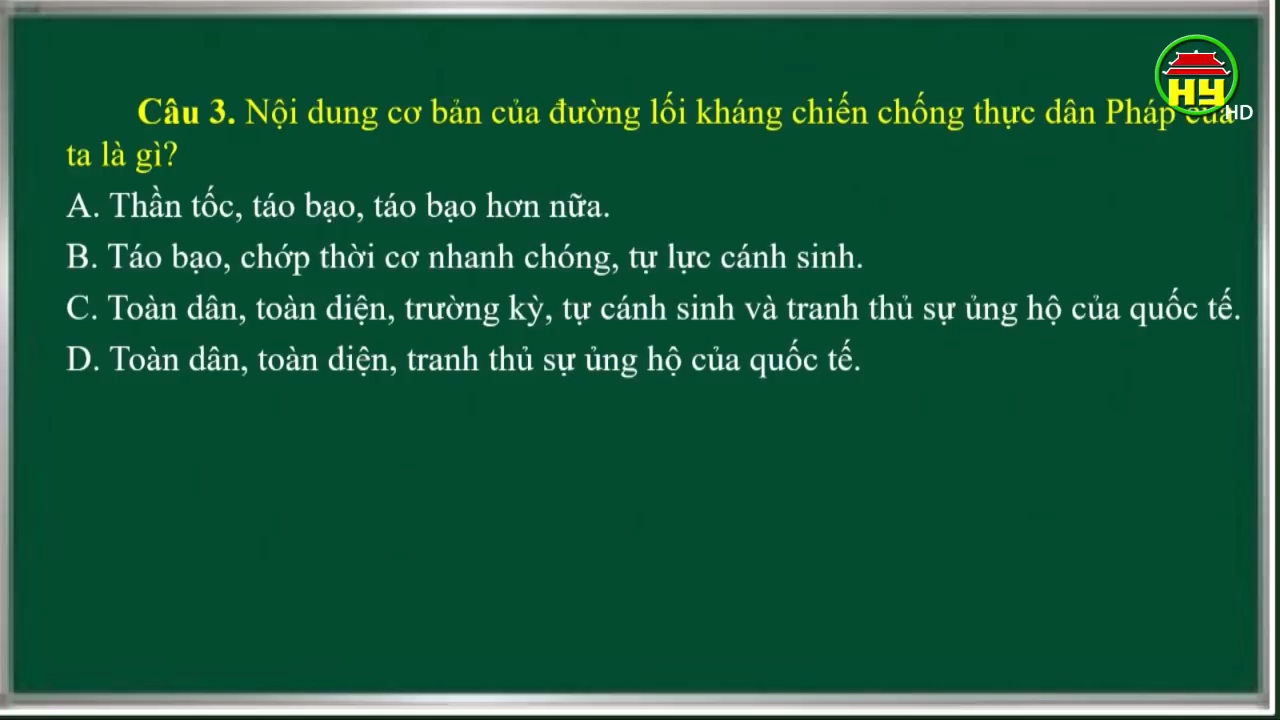 Câu 3. Nội dung cơ bản của đường lối kháng chiến chống thực dân Pháp của
ta là gì?
A. Thần tốc, táo bạo, táo bạo hơn nữa.
B. Táo bạo, chớp thời cơ nhanh chóng, tự lực cánh sinh.
C. Toàn dân, toàn diện, trường kỳ, tự cánh sinh và tranh thủ sự ủng hộ của quốc tế.
D. Toàn dân, toàn diện, tranh thủ sự ủng hộ của quốc tế.
HY
HD